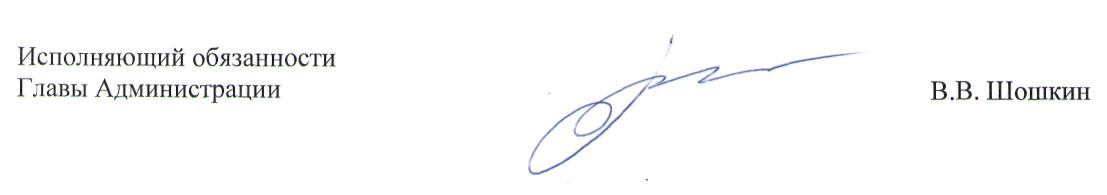 Исполняющий обязанности
Главы Администрации
В.В. Шошкин